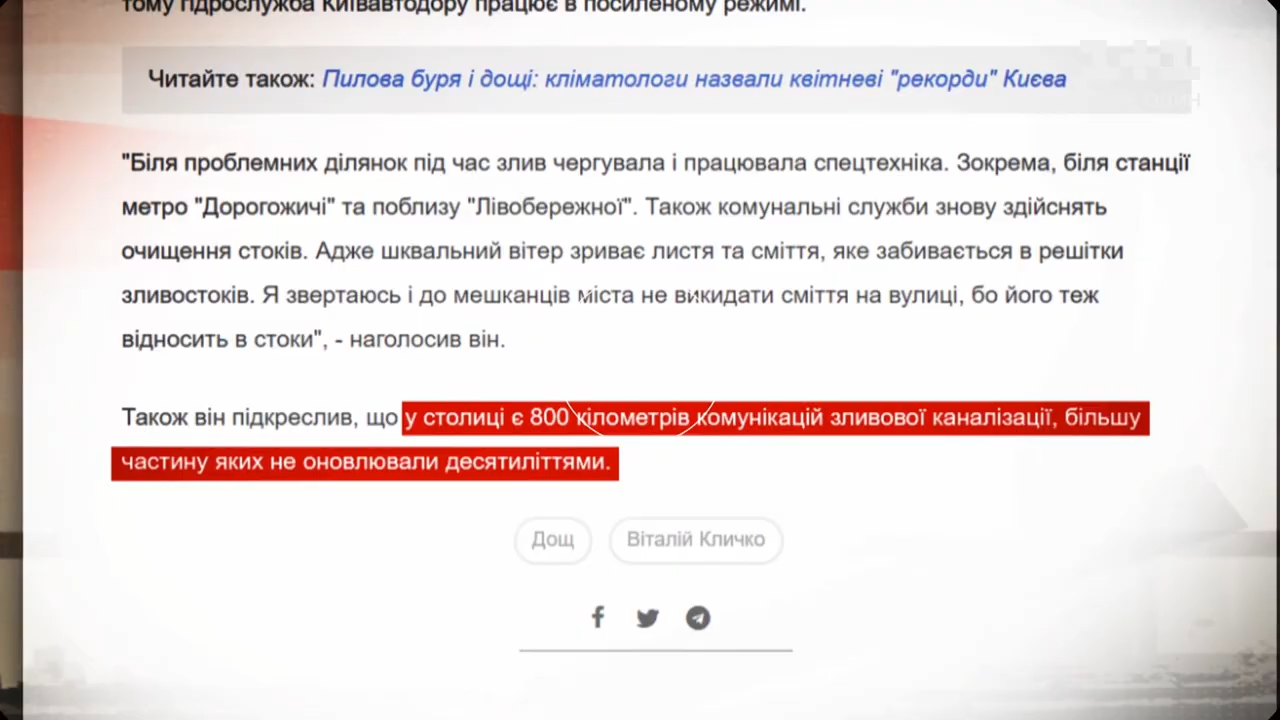 тому гідрослужба Київавтодору працює в посиленому режимі.
Читайте також: Пилова буря і дощі: кліматологи назвали квітневі "рекорди" Києва
"Біля проблемних ділянок під час злив чергувала і працювала спецтехніка. Зокрема, біля станції
метро "Дорогожичі" та поблизу "Лівобережної". Також комунальні служби знову здійснять
очищення стоків. Адже шквальний вітер зриває листя та сміття, яке забивається в решітки
зливостоків. Я звертаюсь і до мешканців міста не викидати сміття на вулиці, бо його теж
відносить в стоки", - наголосив він.
Також він підкреслив, що у столиці є 800 кілометрів комунікацій зливової каналізації, більшу
частину яких не оновлювали десятиліттями.
Дощ Віталій Кличко